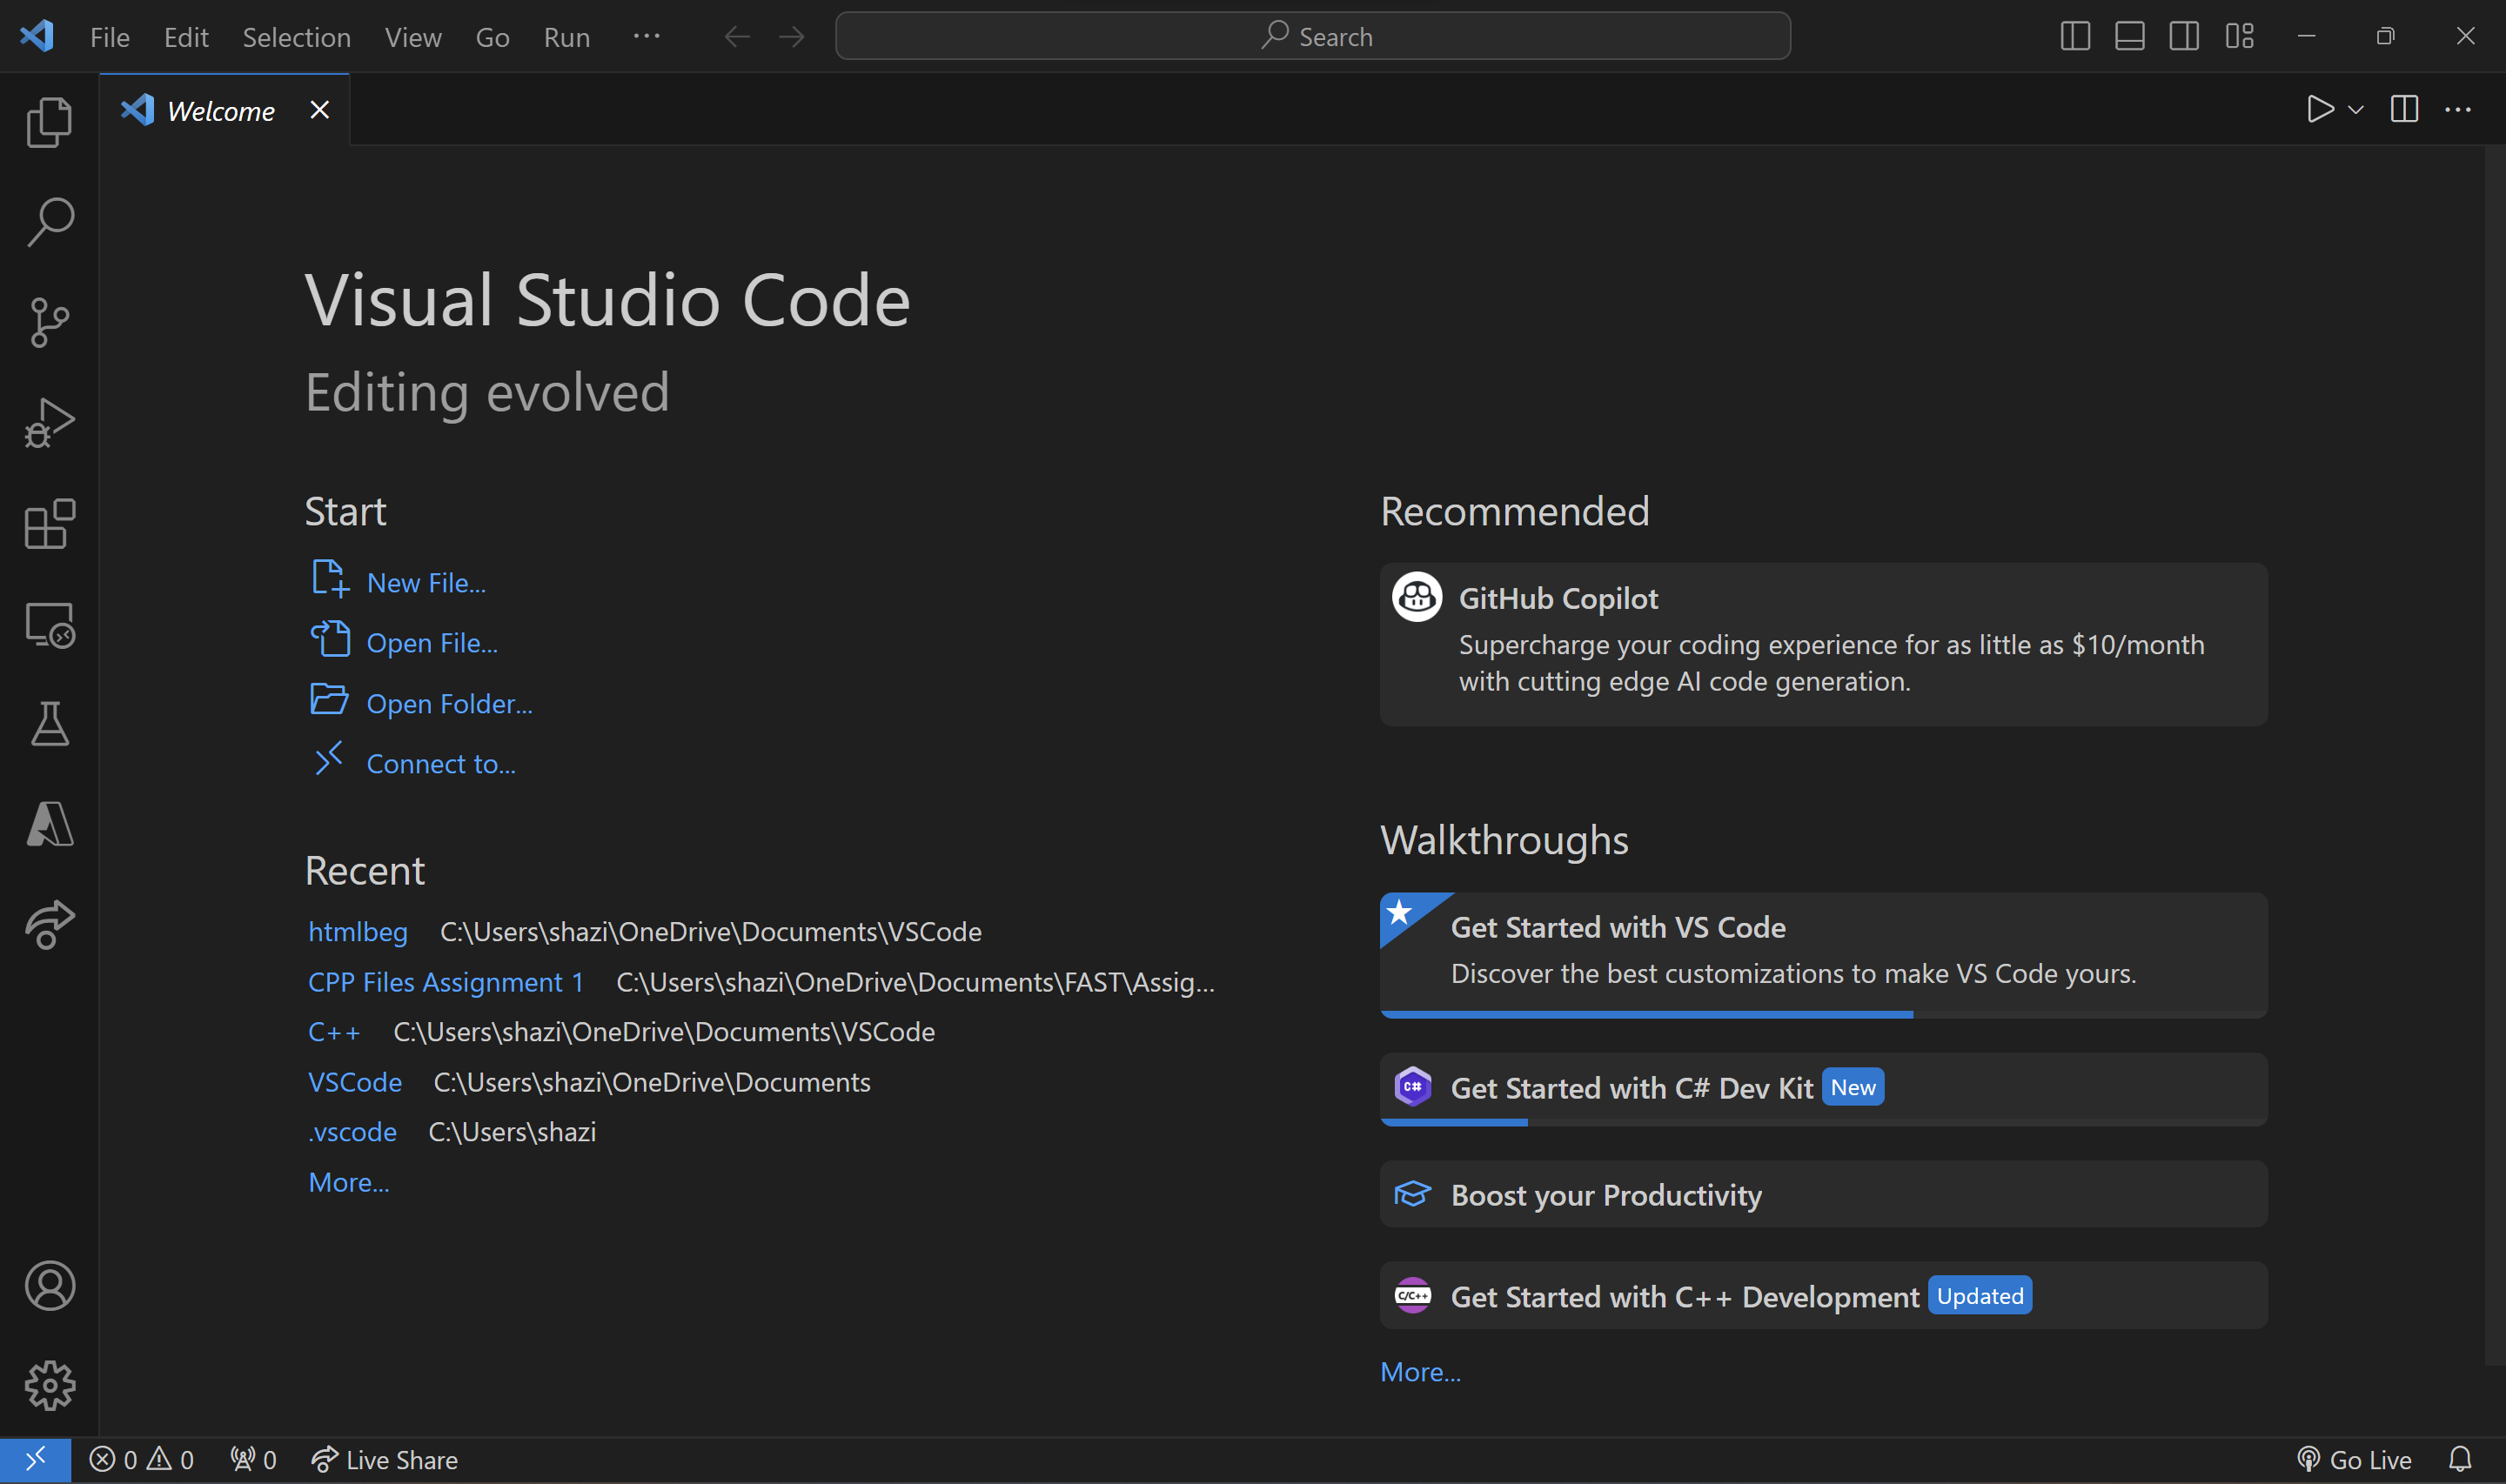 File Edit Selection View Go Run ···
Search
Welcome
Visual Studio Code
Editing evolved
Start
New File...
Open File...
Open Folder...
Connect to...
Recent
htmlbeg C:\Users\shazi\OneDrive\Documents\VSCode
CPP Files Assignment 1 C:\Users\shazi\OneDrive\Documents\FAST\Assig...
C++ C:\Users\shazi\OneDrive\Documents\VSCode
VSCode C:\Users\shazi\OneDrive\Documents
.vscode C:\Users\shazi
More...
Recommended
GitHub Copilot
Supercharge your coding experience for as little as $10/month
with cutting edge AI code generation.
Walkthroughs
Get Started with VS Code
Discover the best customizations to make VS Code yours.
C# Get Started with C# Dev Kit New
Boost your Productivity
C/C++ Get Started with C++ Development Updated
More...
0 0 0 Live Share Go Live